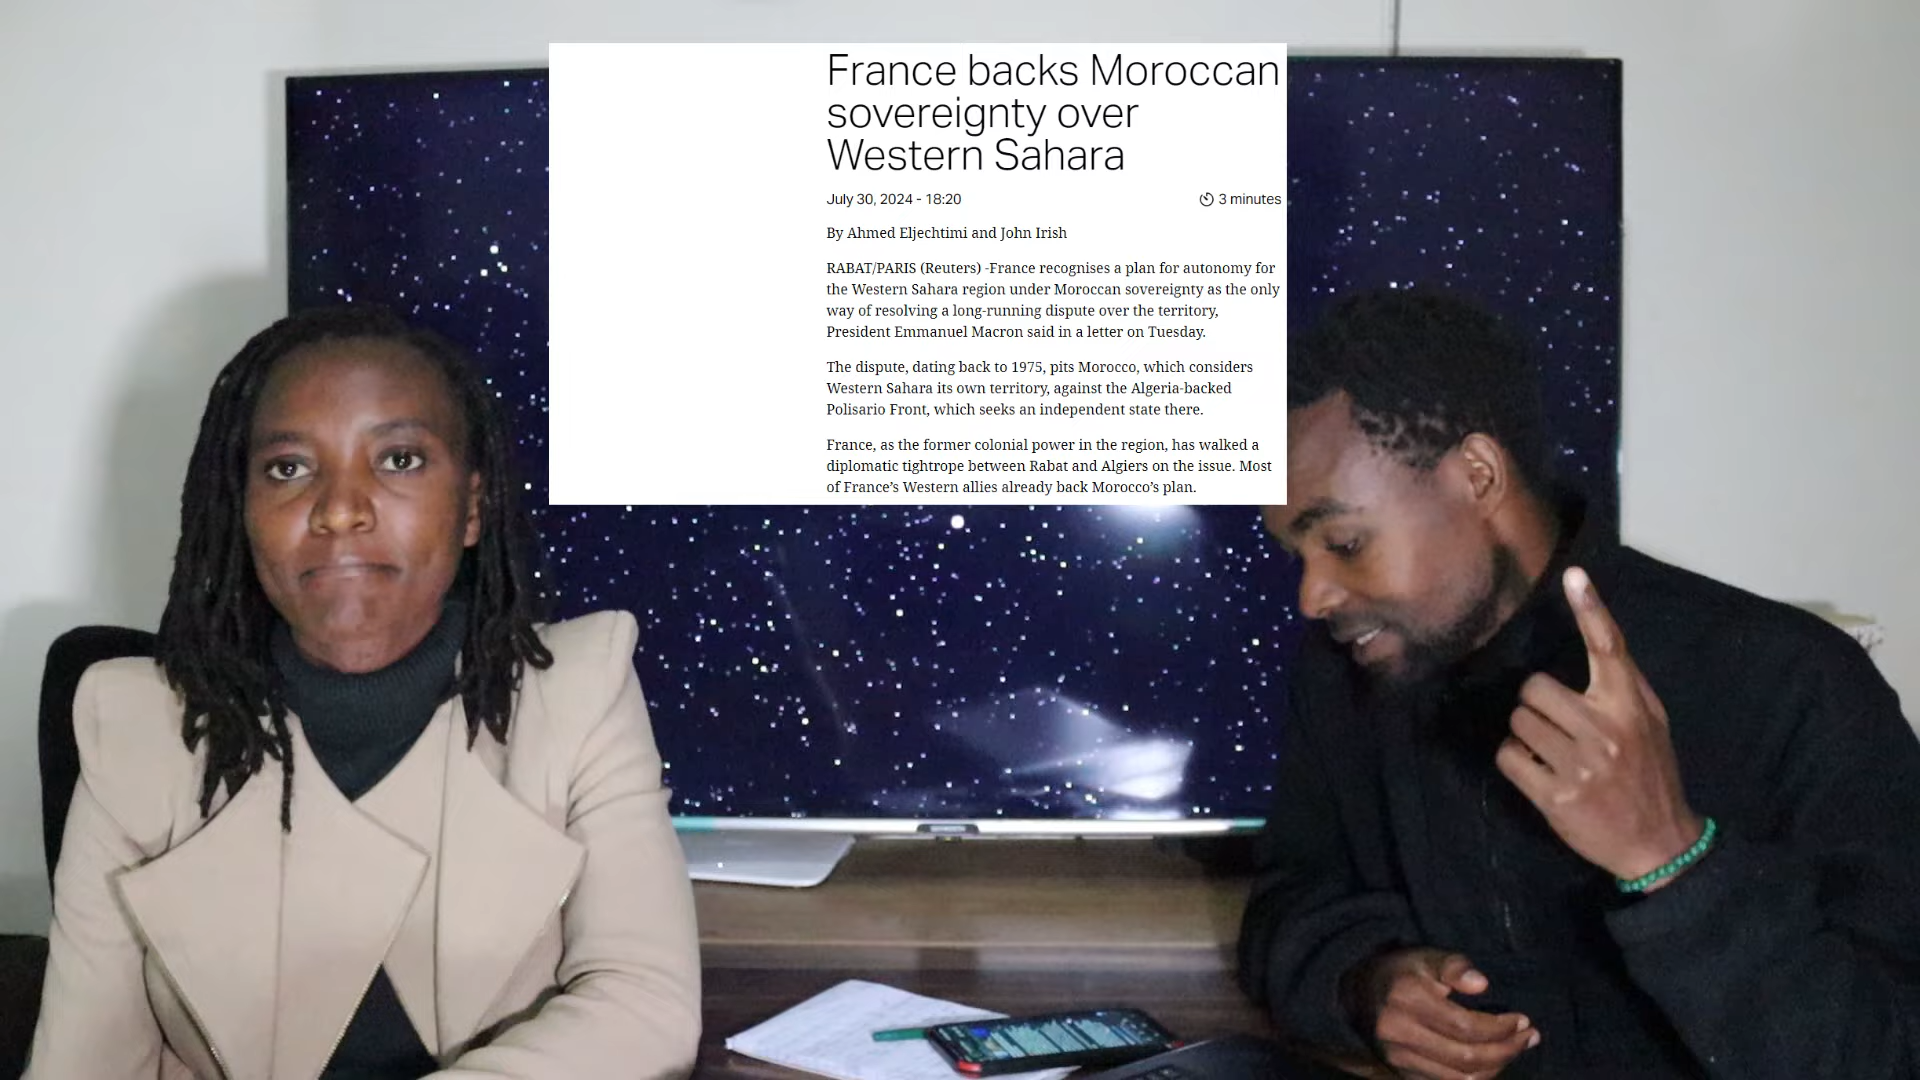 France backs Moroccan
sovereignty over
Western Sahara
July 30, 2024 - 18:20
3 minutes
By Ahmed Eljechtimi and John Irish
RABAT/PARIS (Reuters) -France recognises a plan for autonomy for
the Western Sahara region under Moroccan sovereignty as the only
way of resolving a long-running dispute over the territory,
President Emmanuel Macron said in a letter on Tuesday.
The dispute, dating back to 1975, pits Morocco, which considers
Western Sahara its own territory, against the Algeria-backed
Polisario Front, which seeks an independent state there.
France, as the former colonial power in the region, has walked a
diplomatic tightrope between Rabat and Algiers on the issue. Most
of France’s Western allies already back Morocco’s plan.